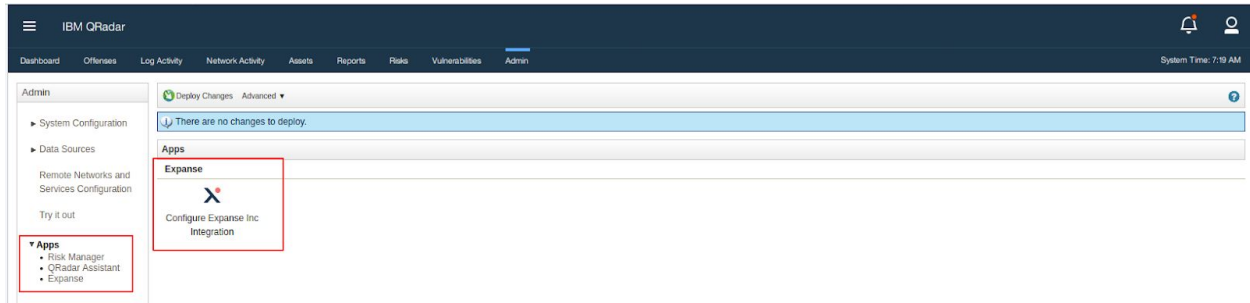 IBM QRadar
Dashboard Offenses Log Activity Network Activity Assets Reports Risks Vulnerabilities Admin System Time: 7:19 AM
Admin
Deploy Changes Advanced ▼
There are no changes to deploy.
System Configuration
Data Sources
Remote Networks and
Services Configuration
Try it out
Apps
Risk Manager
QRadar Assistant
Expanse
Apps
Expanse
Configure Expanse Inc
Integration